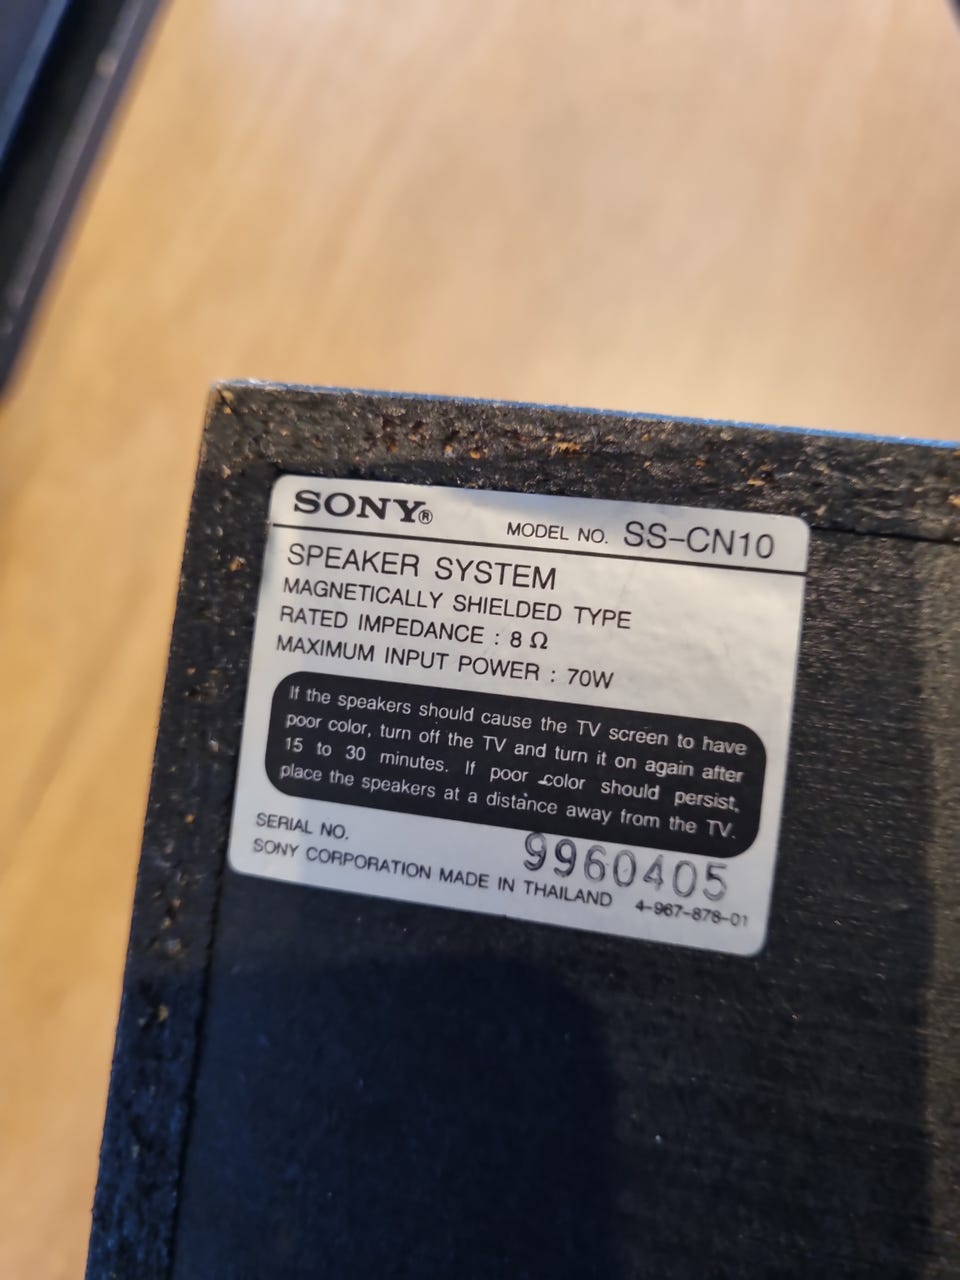 SONY®
MODEL NO. SS-CN10
SPEAKER SYSTEM
MAGNETICALLY SHIELDED TYPE
RATED IMPEDANCE : 8 Ω
MAXIMUM INPUT POWER : 70W
If the speakers should cause the TV screen to have
poor color, turn off the TV and turn it on again after
15 to 30 minutes. If poor color should persist,
place the speakers at a distance away from the TV.
SERIAL NO. 9960405
SONY CORPORATION MADE IN THAILAND 4-967-878-01